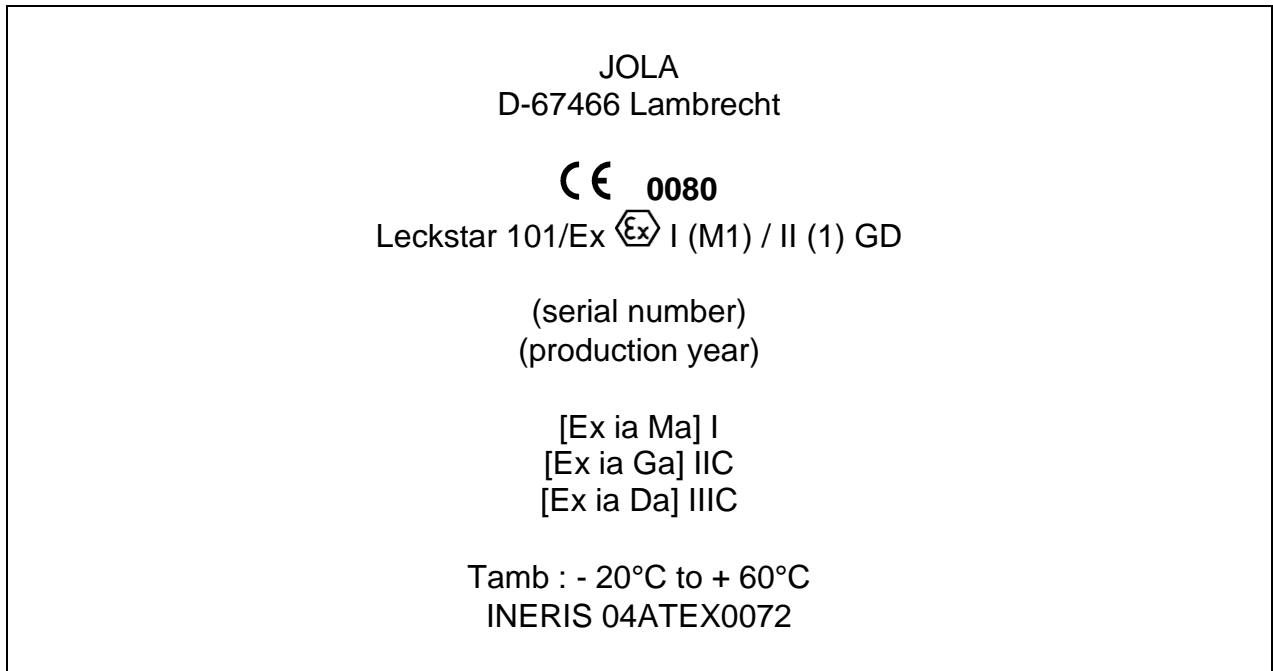 JOLA
D-67466 Lambrecht
CE 0080
Leckstar 101/Ex Ex I (M1) / II (1) GD
(serial number)
(production year)
[Ex ia Ma] I
[Ex ia Ga] IIC
[Ex ia Da] IIIC
Tamb : - 20°C to + 60°C
INERIS 04ATEX0072